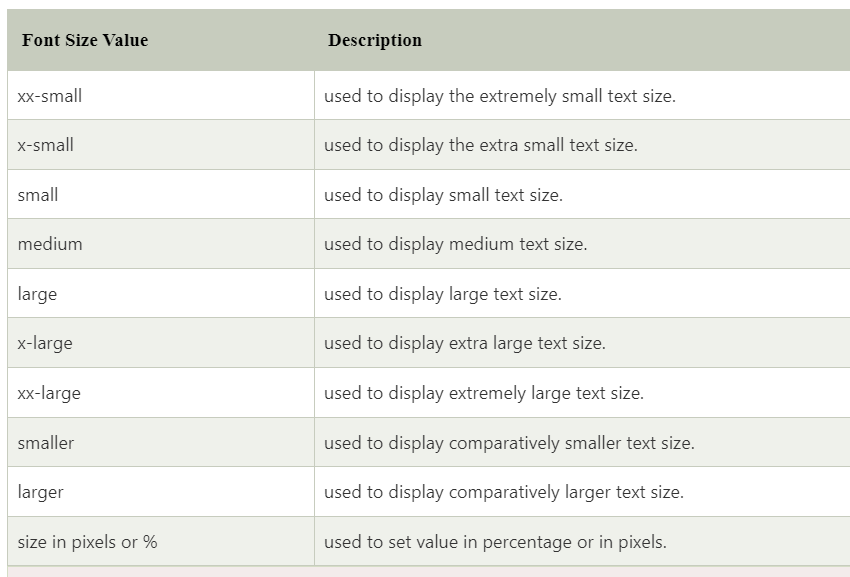 Font Size Value Description
xx-small used to display the extremely small text size.
x-small used to display the extra small text size.
small used to display small text size.
medium used to display medium text size.
large used to display large text size.
x-large used to display extra large text size.
xx-large used to display extremely large text size.
smaller used to display comparatively smaller text size.
larger used to display comparatively larger text size.
size in pixels or % used to set value in percentage or in pixels.